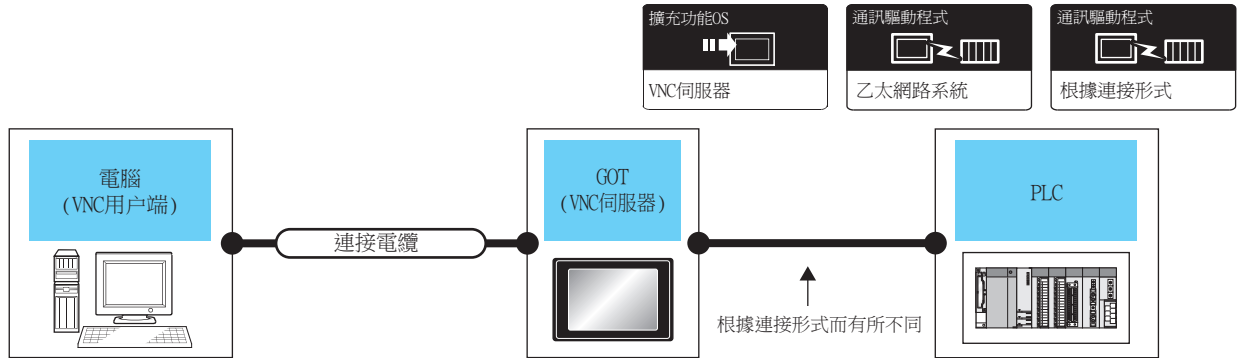 擴充功能OS
VNC伺服器
通訊驅動程式
乙太網路系統
通訊驅動程式
根據連接形式
電腦
(VNC用户端)
連接電纜
GOT
(VNC伺服器)
PLC
根據連接形式而有所不同